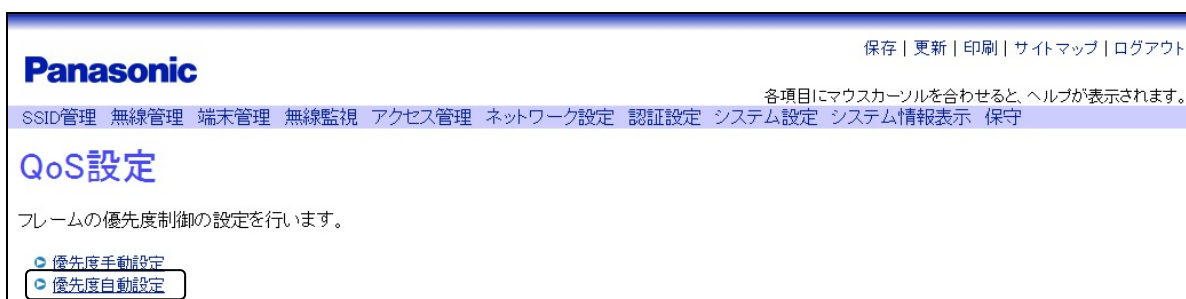 保存 | 更新 | 印刷 | サイトマップ | ログアウト
Panasonic
各項目にマウスカーソルを合わせると、ヘルプが表示されます。
SSID管理 無線管理 端末管理 無線監視 アクセス管理 ネットワーク設定 認証設定 システム設定 システム情報表示 保守
QoS設定
フレームの優先度制御の設定を行います。
優先度手動設定
優先度自動設定